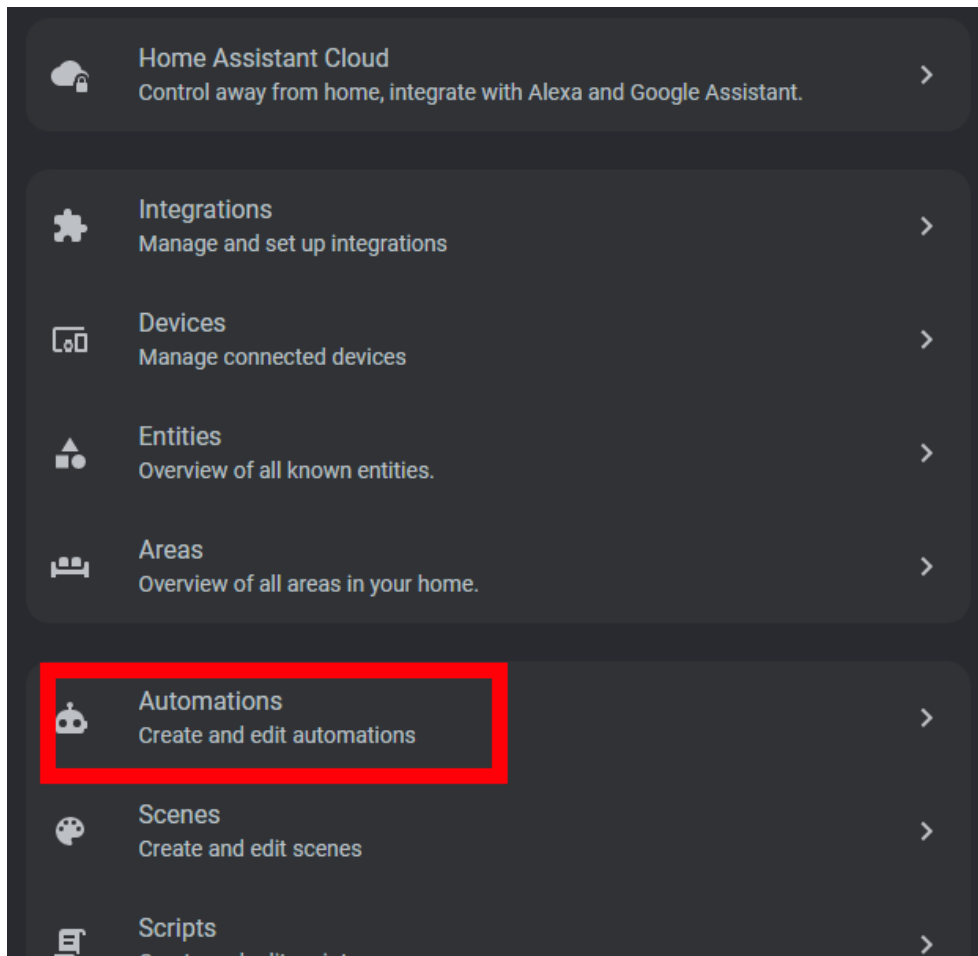 Home Assistant Cloud
Control away from home, integrate with Alexa and Google Assistant.
Integrations
Manage and set up integrations
Devices
Manage connected devices
Entities
Overview of all known entities.
Areas
Overview of all areas in your home.
Automations
Create and edit automations
Scenes
Create and edit scenes
Scripts